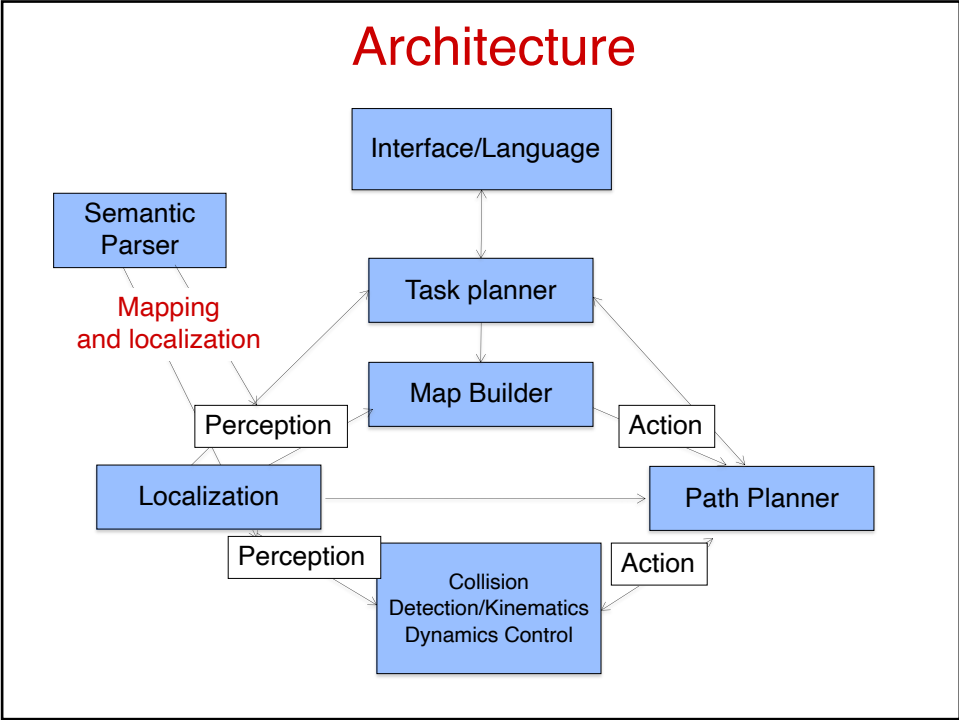 Architecture
Interface/Language
Semantic
Parser
Task planner
Mapping
and localization
Map Builder
Perception
Action
Localization
Path Planner
Perception
Action
Collision
Detection/Kinematics
Dynamics Control